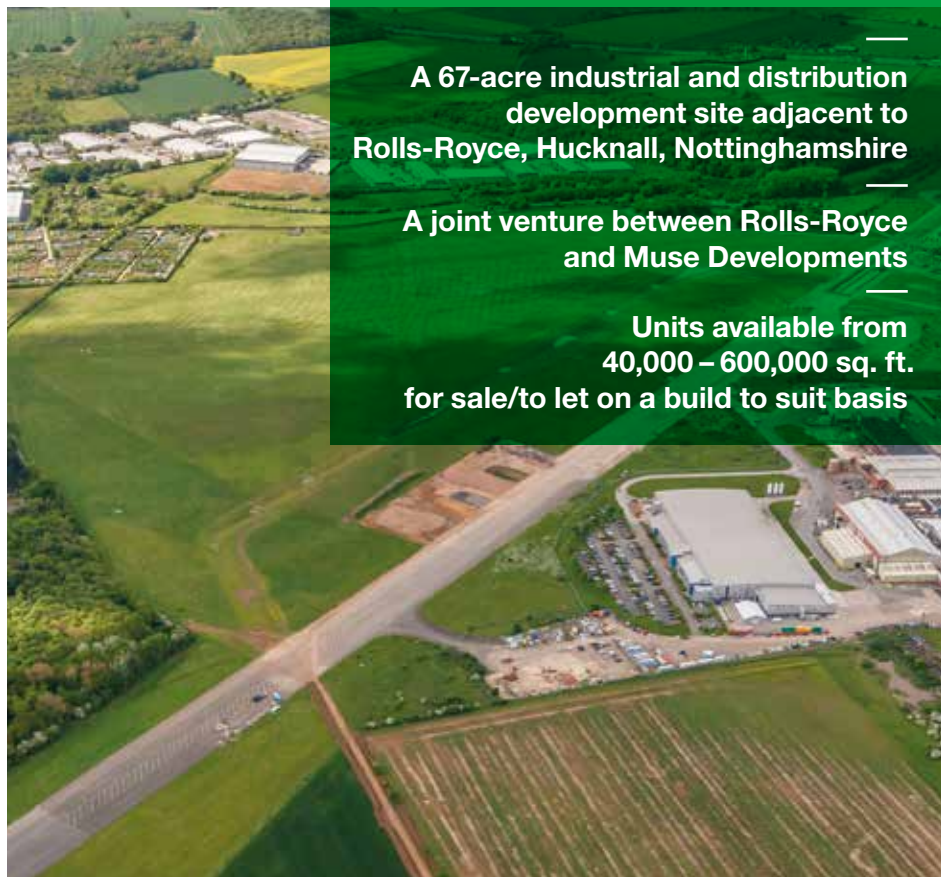 A 67-acre industrial and distribution
development site adjacent to
Rolls-Royce, Hucknall, Nottinghamshire
A joint venture between Rolls-Royce
and Muse Developments
Units available from
40,000 – 600,000 sq. ft.
for sale/to let on a build to suit basis